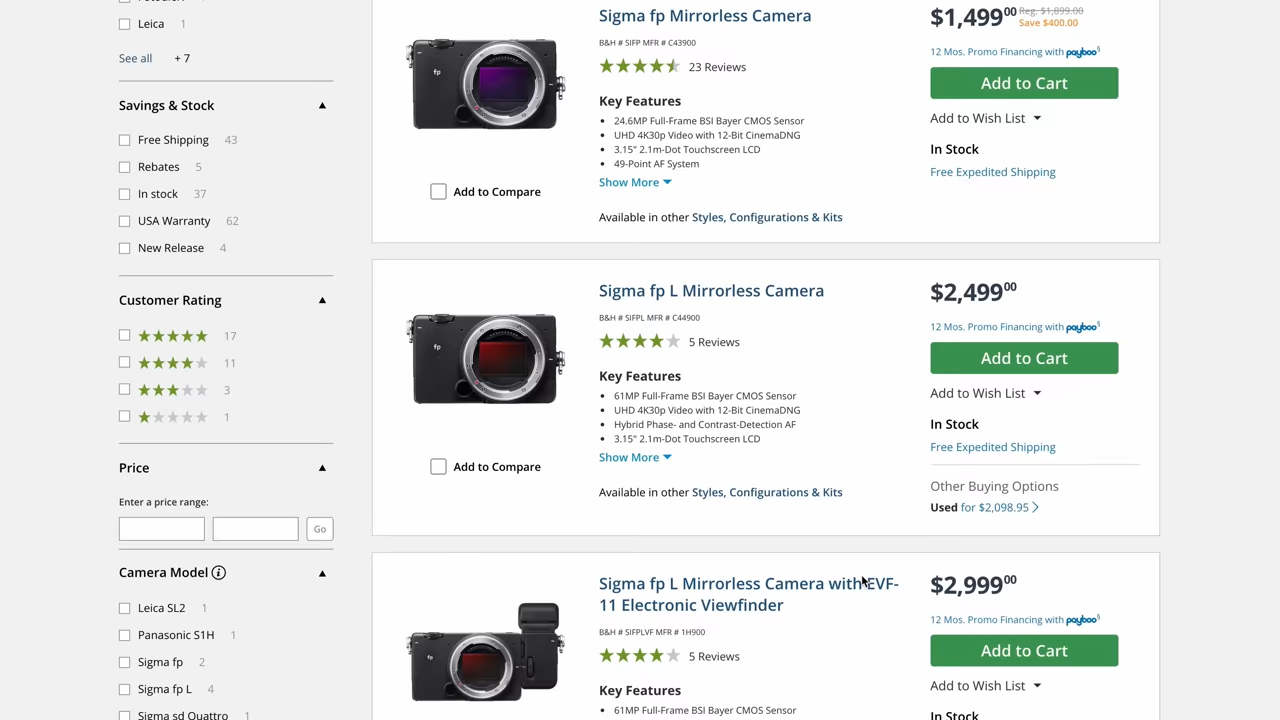 Leica 1
See all + 7
Savings & Stock ▲
Free Shipping 43
Rebates 5
In stock 37
USA Warranty 62
New Release 4
Customer Rating ▲
17
11
3
1
Price ▲
Enter a price range:
Go
Camera Model ⓘ ▲
Leica SL2 1
Panasonic S1H 1
Sigma fp 2
Sigma fp L 4
Sigma sd Quattro 1
fp
Add to Compare
Sigma fp Mirrorless Camera
B&H # SIFP MFR # C43900
23 Reviews
Key Features
• 24.6MP Full-Frame BSI Bayer CMOS Sensor
• UHD 4K30p Video with 12-Bit CinemaDNG
• 3.15" 2.1m-Dot Touchscreen LCD
• 49-Point AF System
Show More
Available in other Styles, Configurations & Kits
$1,499.00 Reg. $1,899.00
Save $400.00
12 Mos. Promo Financing with payboo§
Add to Cart
Add to Wish List
In Stock
Free Expedited Shipping
fp
Add to Compare
Sigma fp L Mirrorless Camera
B&H # SIFPL MFR # C44900
5 Reviews
Key Features
• 61MP Full-Frame BSI Bayer CMOS Sensor
• UHD 4K30p Video with 12-Bit CinemaDNG
• Hybrid Phase- and Contrast-Detection AF
• 3.15" 2.1m-Dot Touchscreen LCD
Show More
Available in other Styles, Configurations & Kits
$2,499.00
12 Mos. Promo Financing with payboo§
Add to Cart
Add to Wish List
In Stock
Free Expedited Shipping
Other Buying Options
Used for $2,098.95
fp
Sigma fp L Mirrorless Camera with EVF-
11 Electronic Viewfinder
B&H # SIFPLVF MFR # 1H900
5 Reviews
Key Features
• 61MP Full-Frame BSI Bayer CMOS Sensor
$2,999.00
12 Mos. Promo Financing with payboo§
Add to Cart
Add to Wish List
In Stock